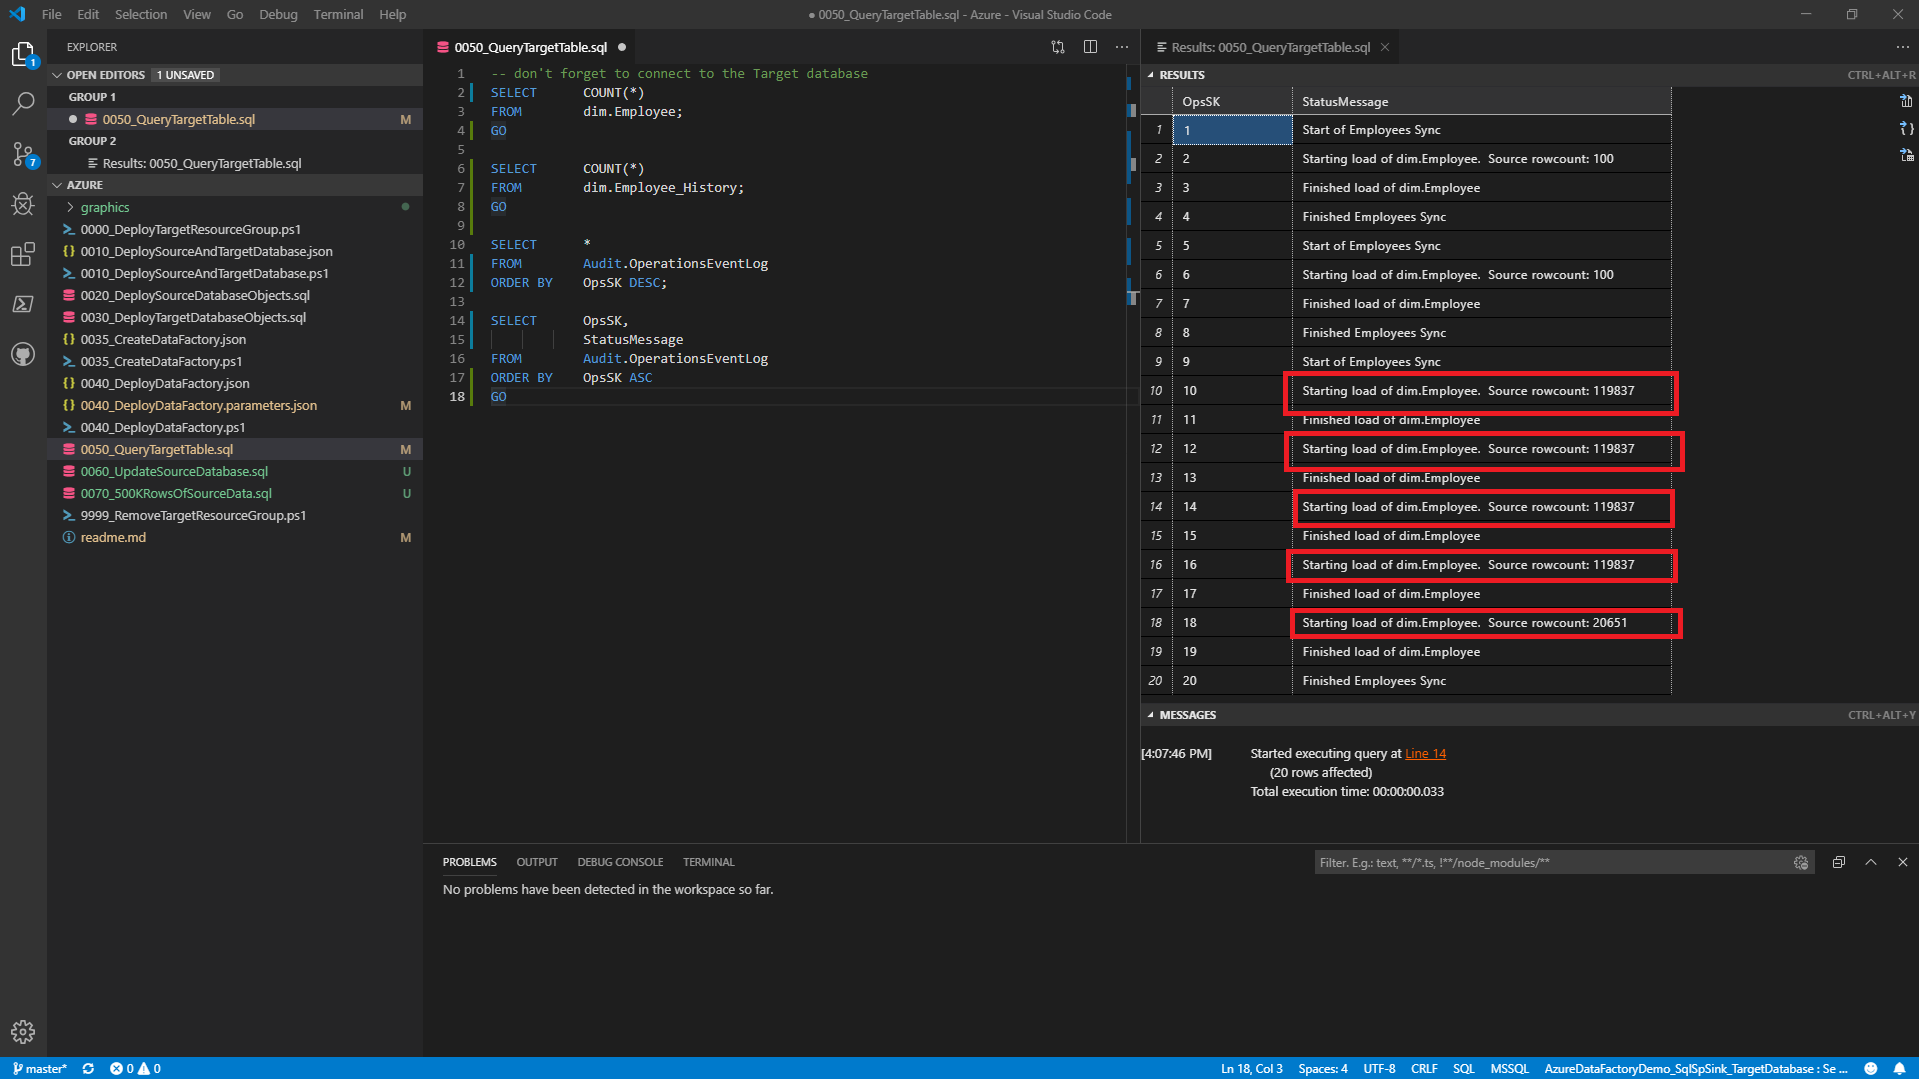 File Edit Selection View Go Debug Terminal Help
● 0050_QueryTargetTable.sql - Azure - Visual Studio Code
EXPLORER
OPEN EDITORS 1 UNSAVED
GROUP 1
0050_QueryTargetTable.sql M
GROUP 2
Results: 0050_QueryTargetTable.sql
AZURE
graphics
0000_DeployTargetResourceGroup.ps1
0010_DeploySourceAndTargetDatabase.json
0010_DeploySourceAndTargetDatabase.ps1
0020_DeploySourceDatabaseObjects.sql
0030_DeployTargetDatabaseObjects.sql
0035_CreateDataFactory.json
0035_CreateDataFactory.ps1
0040_DeployDataFactory.json
0040_DeployDataFactory.parameters.json M
0040_DeployDataFactory.ps1
0050_QueryTargetTable.sql M
0060_UpdateSourceDatabase.sql U
0070_500KRowsOfSourceData.sql U
9999_RemoveTargetResourceGroup.ps1
readme.md M
1
7
0050_QueryTargetTable.sql
1 -- don't forget to connect to the Target database
2 SELECT COUNT(*)
3 FROM dim.Employee;
4 GO
5
6 SELECT COUNT(*)
7 FROM dim.Employee_History;
8 GO
9
10 SELECT *
11 FROM Audit.OperationsEventLog
12 ORDER BY OpsSK DESC;
13
14 SELECT OpsSK,
15 StatusMessage
16 FROM Audit.OperationsEventLog
17 ORDER BY OpsSK ASC
18 GO
Results: 0050_QueryTargetTable.sql
RESULTS CTRL+ALT+R
OpsSK StatusMessage
1 1 Start of Employees Sync
2 2 Starting load of dim.Employee. Source rowcount: 100
3 3 Finished load of dim.Employee
4 4 Finished Employees Sync
5 5 Start of Employees Sync
6 6 Starting load of dim.Employee. Source rowcount: 100
7 7 Finished load of dim.Employee
8 8 Finished Employees Sync
9 9 Start of Employees Sync
10 10 Starting load of dim.Employee. Source rowcount: 119837
11 11 Finished load of dim.Employee
12 12 Starting load of dim.Employee. Source rowcount: 119837
13 13 Finished load of dim.Employee
14 14 Starting load of dim.Employee. Source rowcount: 119837
15 15 Finished load of dim.Employee
16 16 Starting load of dim.Employee. Source rowcount: 119837
17 17 Finished load of dim.Employee
18 18 Starting load of dim.Employee. Source rowcount: 20651
19 19 Finished load of dim.Employee
20 20 Finished Employees Sync
MESSAGES CTRL+ALT+Y
[4:07:46 PM] Started executing query at Line 14
(20 rows affected)
Total execution time: 00:00:00.033
PROBLEMS OUTPUT DEBUG CONSOLE TERMINAL
Filter. E.g.: text, **/*.ts, !**/node_modules/**
No problems have been detected in the workspace so far.
master* 0 0
Ln 18, Col 3 Spaces: 4 UTF-8 CRLF SQL MSSQL AzureDataFactoryDemo_SqlSpSink_TargetDatabase : Se ...